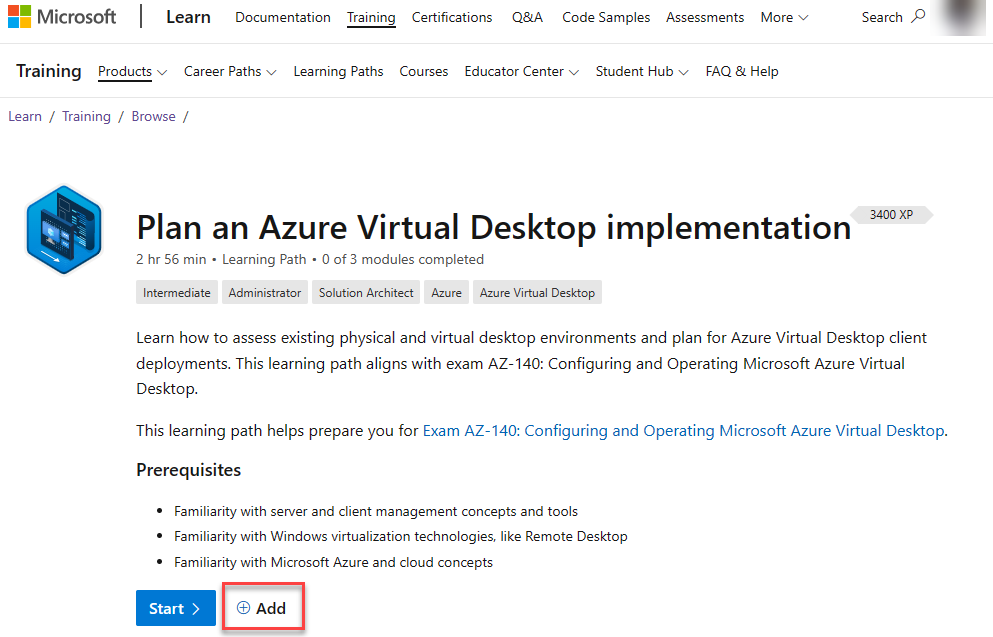 Microsoft Learn Documentation Training Certifications Q&A Code Samples Assessments More Search
Training Products Career Paths Learning Paths Courses Educator Center Student Hub FAQ & Help
Learn / Training / Browse /
Plan an Azure Virtual Desktop implementation 3400 XP
2 hr 56 min • Learning Path • 0 of 3 modules completed
Intermediate Administrator Solution Architect Azure Azure Virtual Desktop
Learn how to assess existing physical and virtual desktop environments and plan for Azure Virtual Desktop client
deployments. This learning path aligns with exam AZ-140: Configuring and Operating Microsoft Azure Virtual
Desktop.
This learning path helps prepare you for Exam AZ-140: Configuring and Operating Microsoft Azure Virtual Desktop.
Prerequisites
• Familiarity with server and client management concepts and tools
• Familiarity with Windows virtualization technologies, like Remote Desktop
• Familiarity with Microsoft Azure and cloud concepts
Start > Add